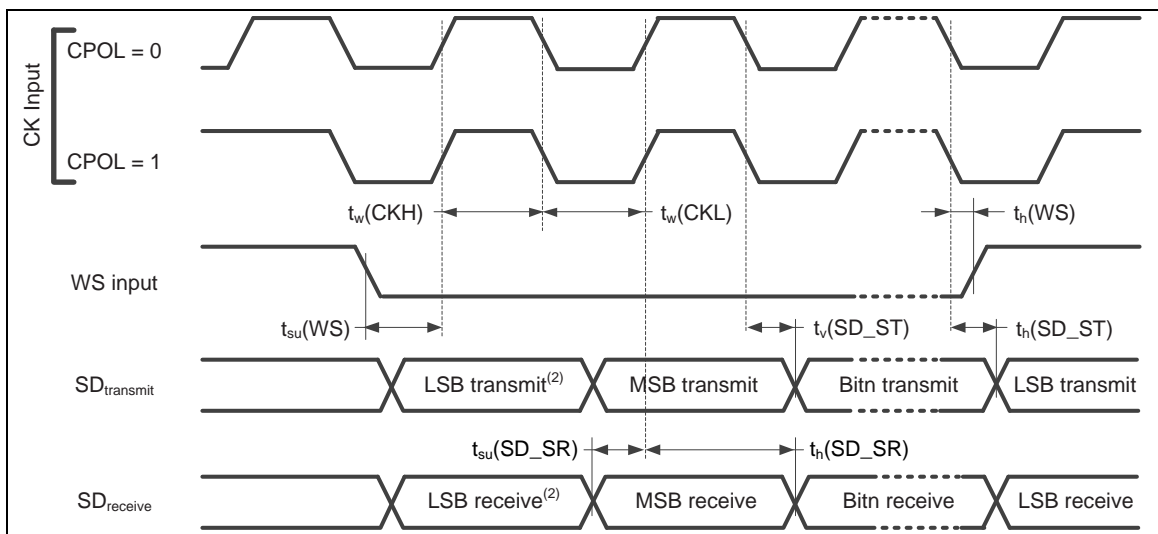 CK Input
CPOL = 0
CPOL = 1
tw(CKH)
tw(CKL)
th(WS)
WS input
tsu(WS)
tv(SD_ST)
th(SD_ST)
SDtransmit
LSB transmit(2)
MSB transmit
Bitn transmit
LSB transmit
tsu(SD_SR)
th(SD_SR)
SDreceive
LSB receive(2)
MSB receive
Bitn receive
LSB receive